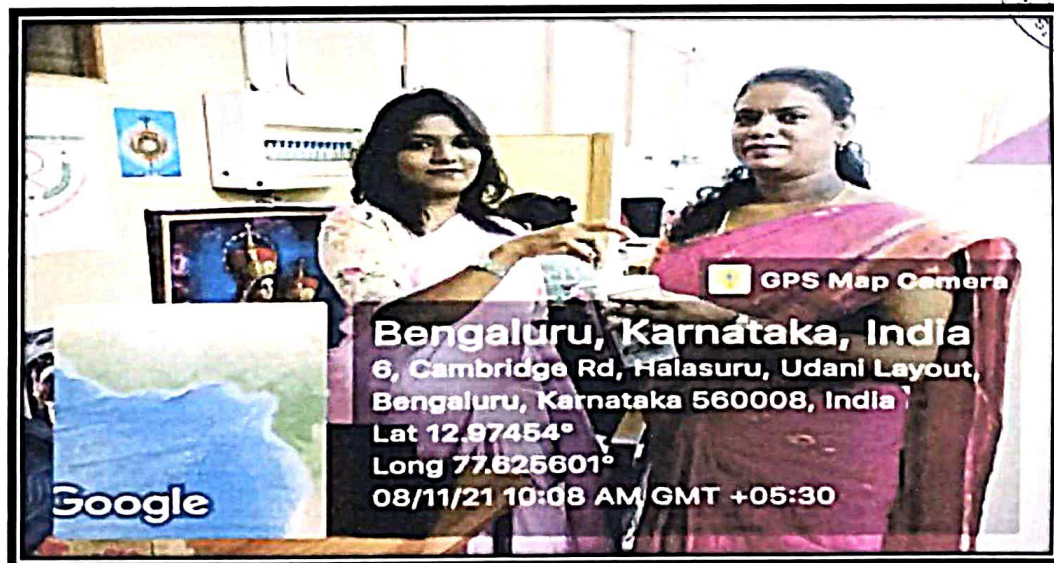 GPS Map Camera
Bengaluru, Karnataka, India
6, Cambridge Rd, Halasuru, Udani Layout,
Bengaluru, Karnataka 560008, India
Lat 12.97454°
Long 77.625601°
08/11/21 10:08 AM GMT +05:30
Google